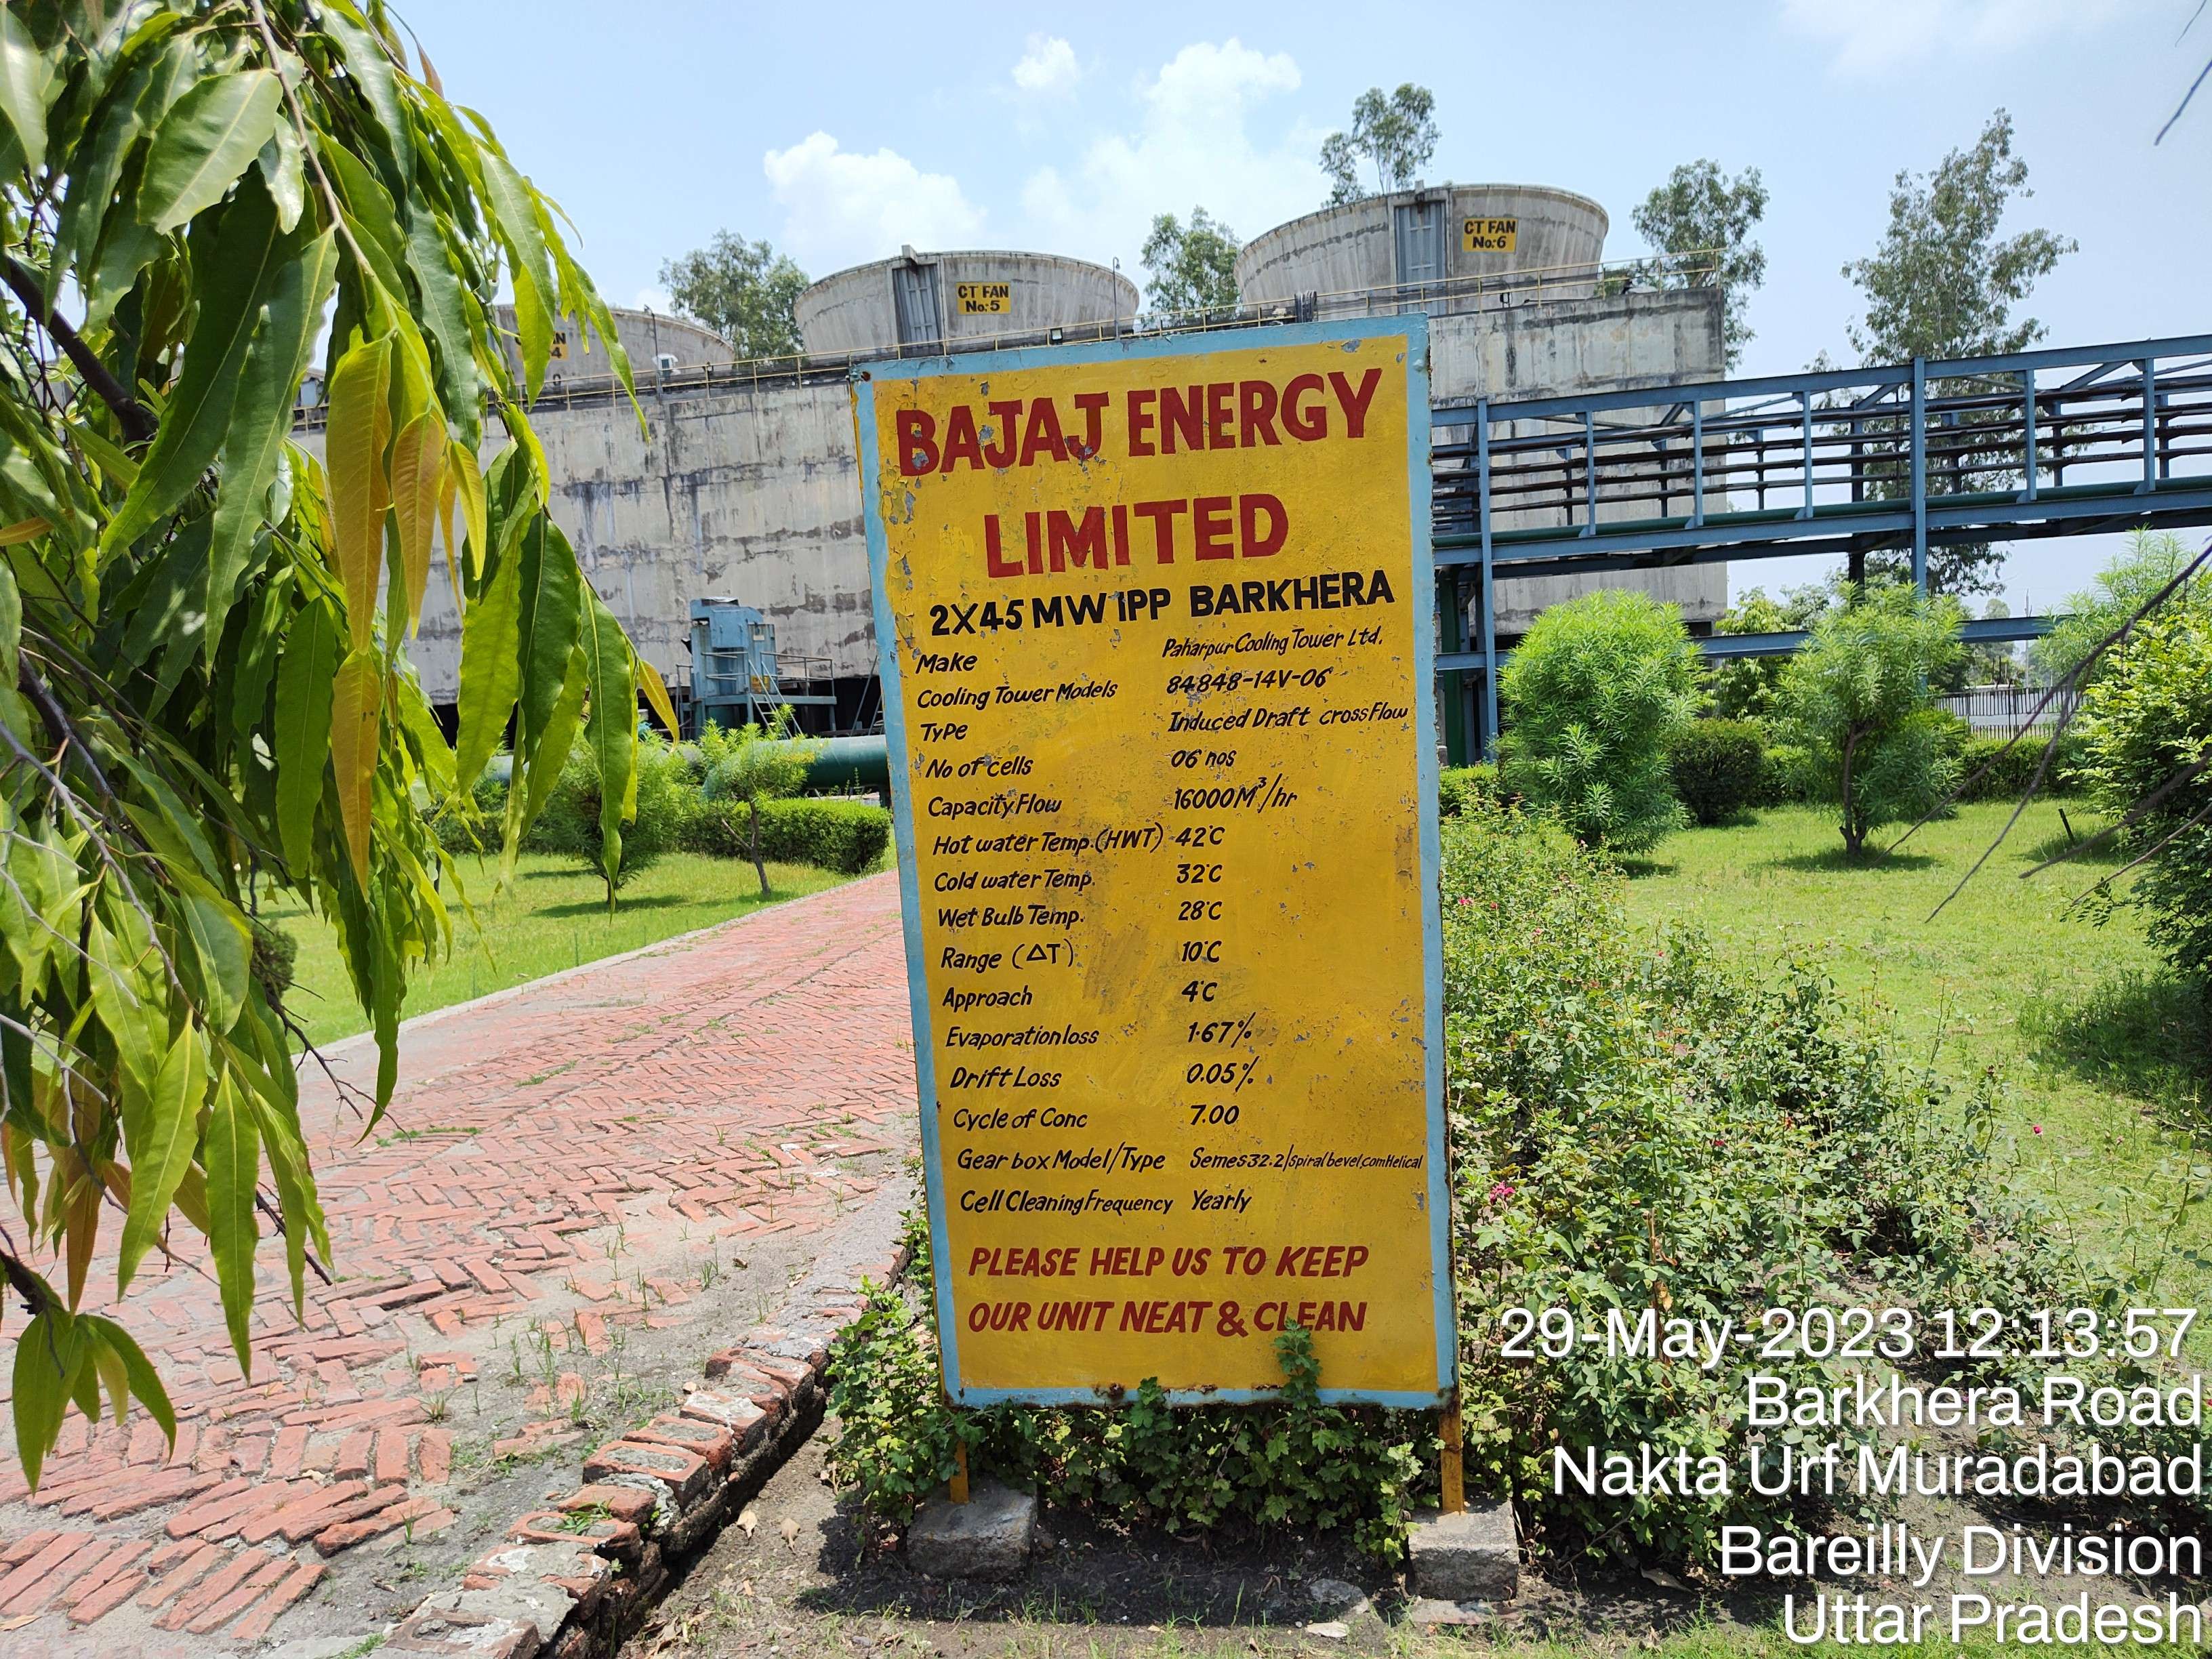 CT FAN
No:6
CT FAN
No:5
BAJAJ ENERGY
LIMITED
2X45 MW IPP BARKHERA
Make Paharpur Cooling Tower Ltd.
Cooling Tower Models 84848-14V-06
Type Induced Draft cross Flow
No of cells 06 nos
Capacity Flow 16000M³/hr
Hot water Temp.(HWT) 42°C
Cold water Temp. 32°C
Wet Bulb Temp. 28°C
Range (ΔT) 10°C
Approach 4°C
Evaporation loss 1.67%
Drift Loss 0.05%
Cycle of Conc 7.00
Gear box Model/Type Semes32.2/Spiral bevel,comHelical
Cell Cleaning Frequency Yearly
PLEASE HELP US TO KEEP
OUR UNIT NEAT & CLEAN
29-May-2023 12:13:57
Barkhera Road
Nakta Urf Muradabad
Bareilly Division
Uttar Pradesh